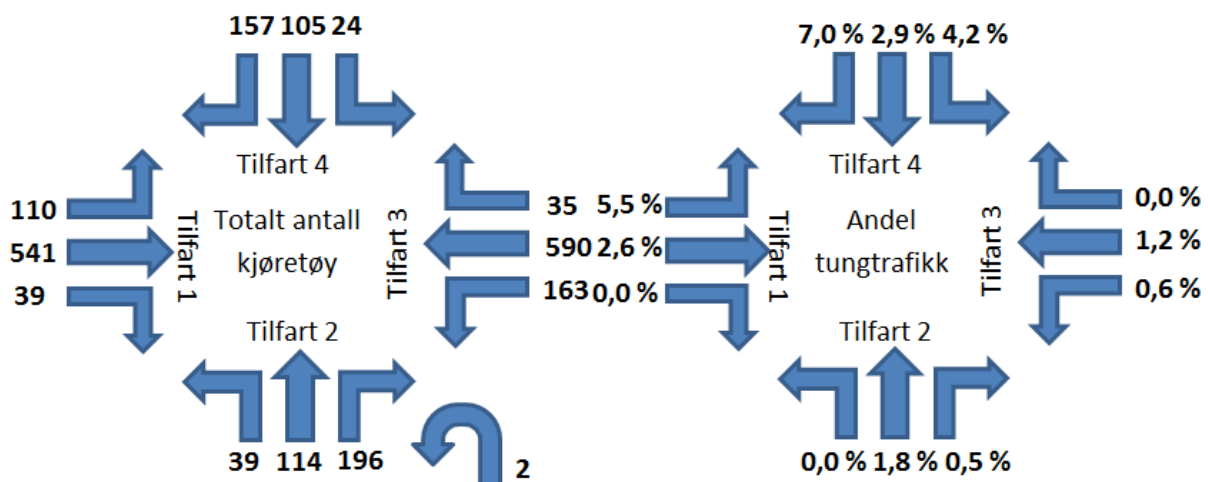 157 105 24
Tilfart 4
110
541
39
Tilfart 1
Totalt antall
kjøretøy
Tilfart 3
35
590
163
Tilfart 2
39 114 196
2
7,0 % 2,9 % 4,2 %
Tilfart 4
5,5 %
2,6 %
0,0 %
Tilfart 1
Andel
tungtrafikk
Tilfart 3
0,0 %
1,2 %
0,6 %
Tilfart 2
0,0 % 1,8 % 0,5 %